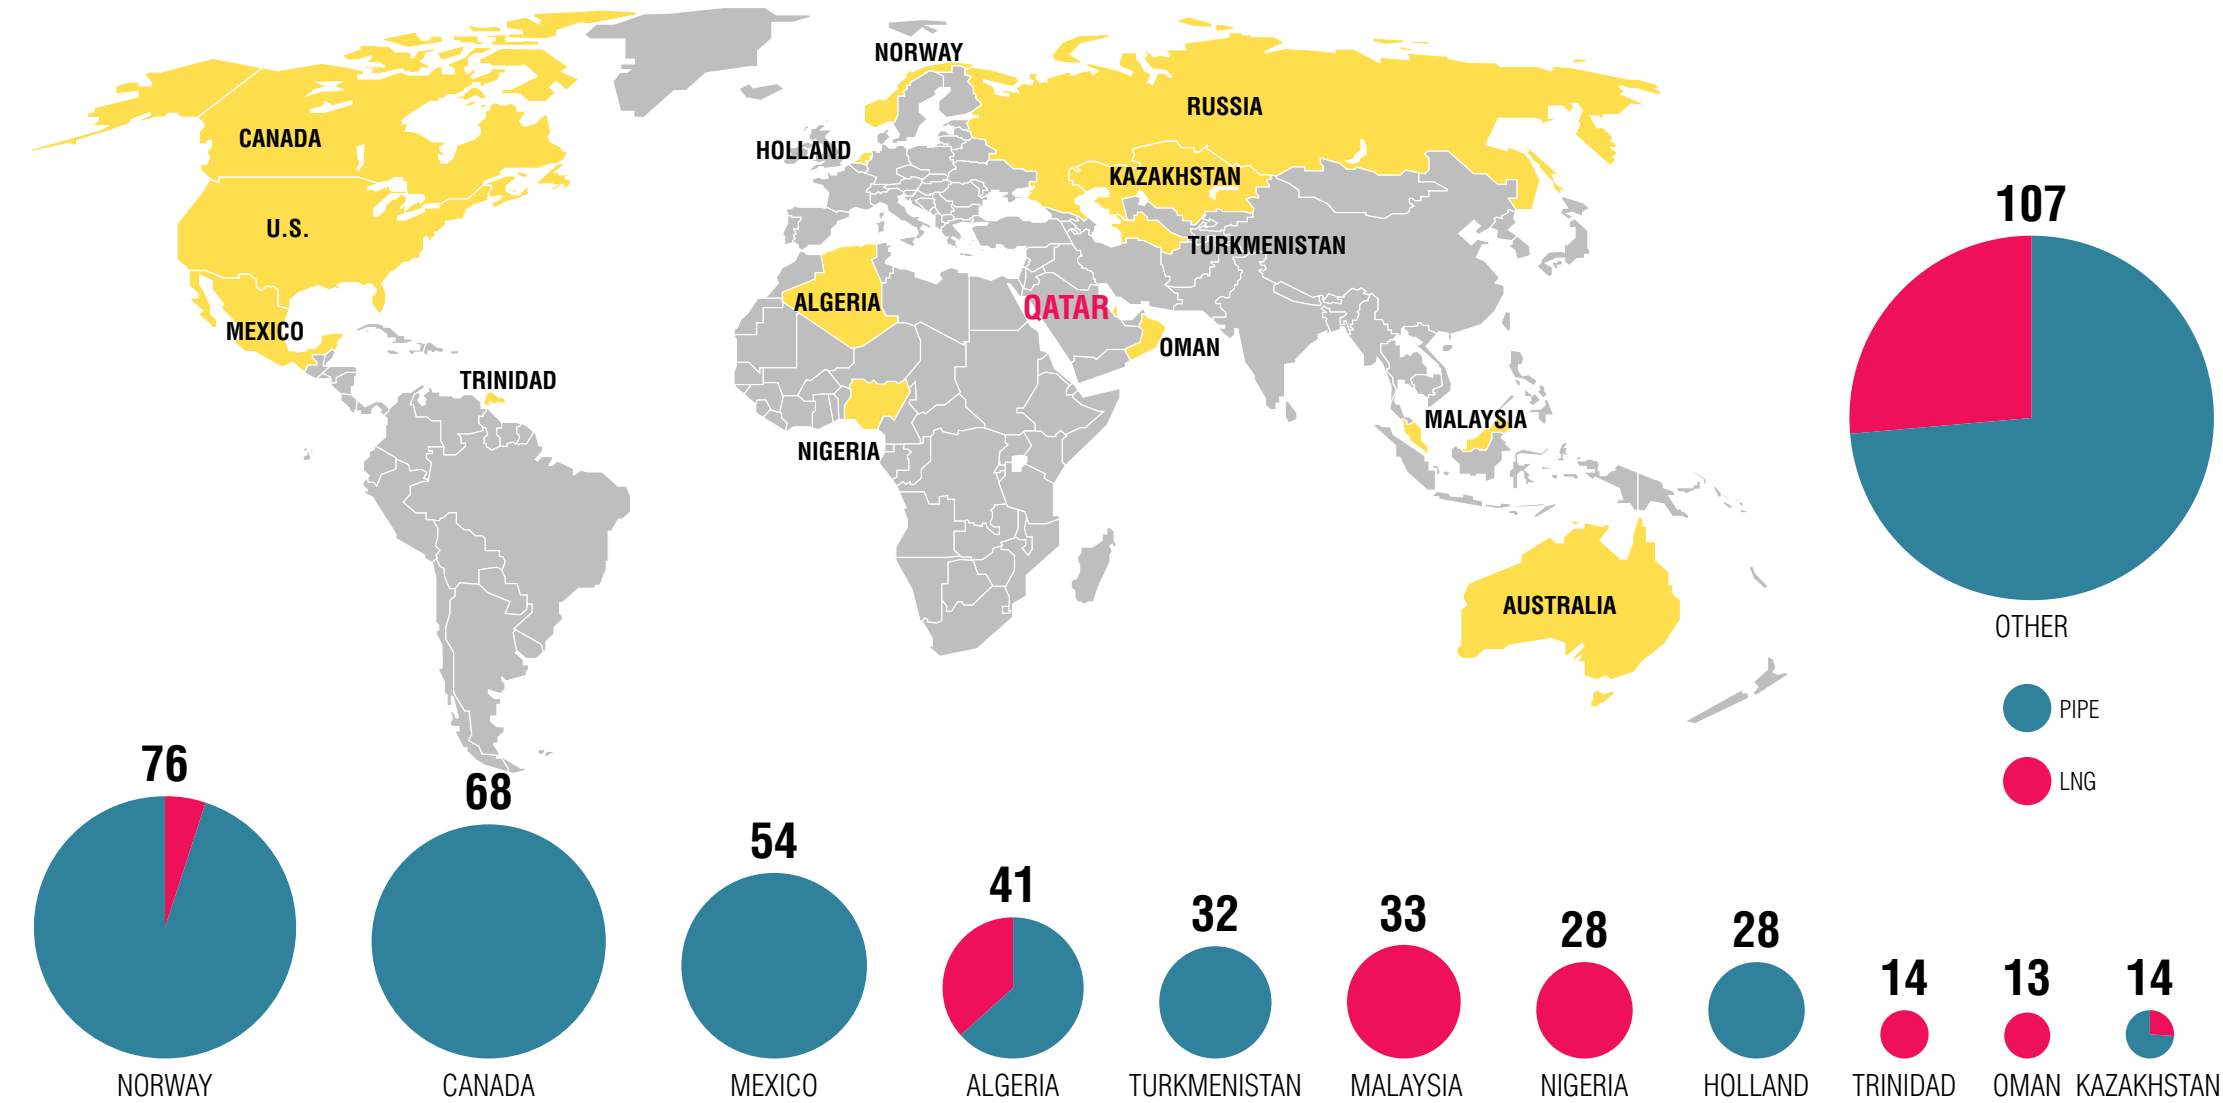 NORWAY
RUSSIA
CANADA
HOLLAND
KAZAKHSTAN
U.S.
TURKMENISTAN
ALGERIA
QATAR
MEXICO
OMAN
TRINIDAD
MALAYSIA
NIGERIA
AUSTRALIA
107
OTHER
PIPE
LNG
76
68
54
41
32
33
28
28
14
13
14
NORWAY
CANADA
MEXICO
ALGERIA
TURKMENISTAN
MALAYSIA
NIGERIA
HOLLAND
TRINIDAD
OMAN
KAZAKHSTAN